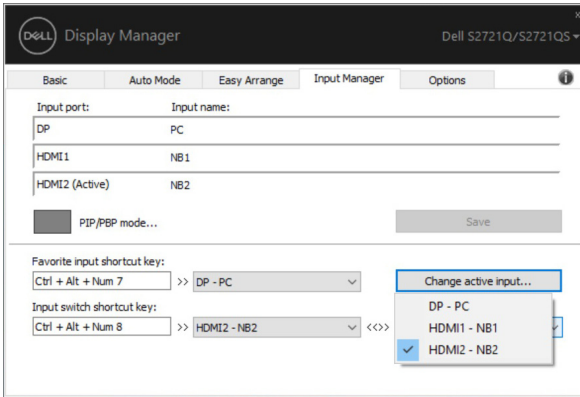 DELL Display Manager
Dell S2721Q/S2721QS
Basic Auto Mode Easy Arrange Input Manager Options i
Input port: Input name:
DP PC
HDMI1 NB1
HDMI2 (Active) NB2
PIP/PBP mode... Save
Favorite input shortcut key:
Ctrl + Alt + Num 7 >> DP - PC Change active input...
DP - PC
Input switch shortcut key:
HDMI1 - NB1
Ctrl + Alt + Num 8 >> HDMI2 - NB2 <<>>
HDMI2 - NB2